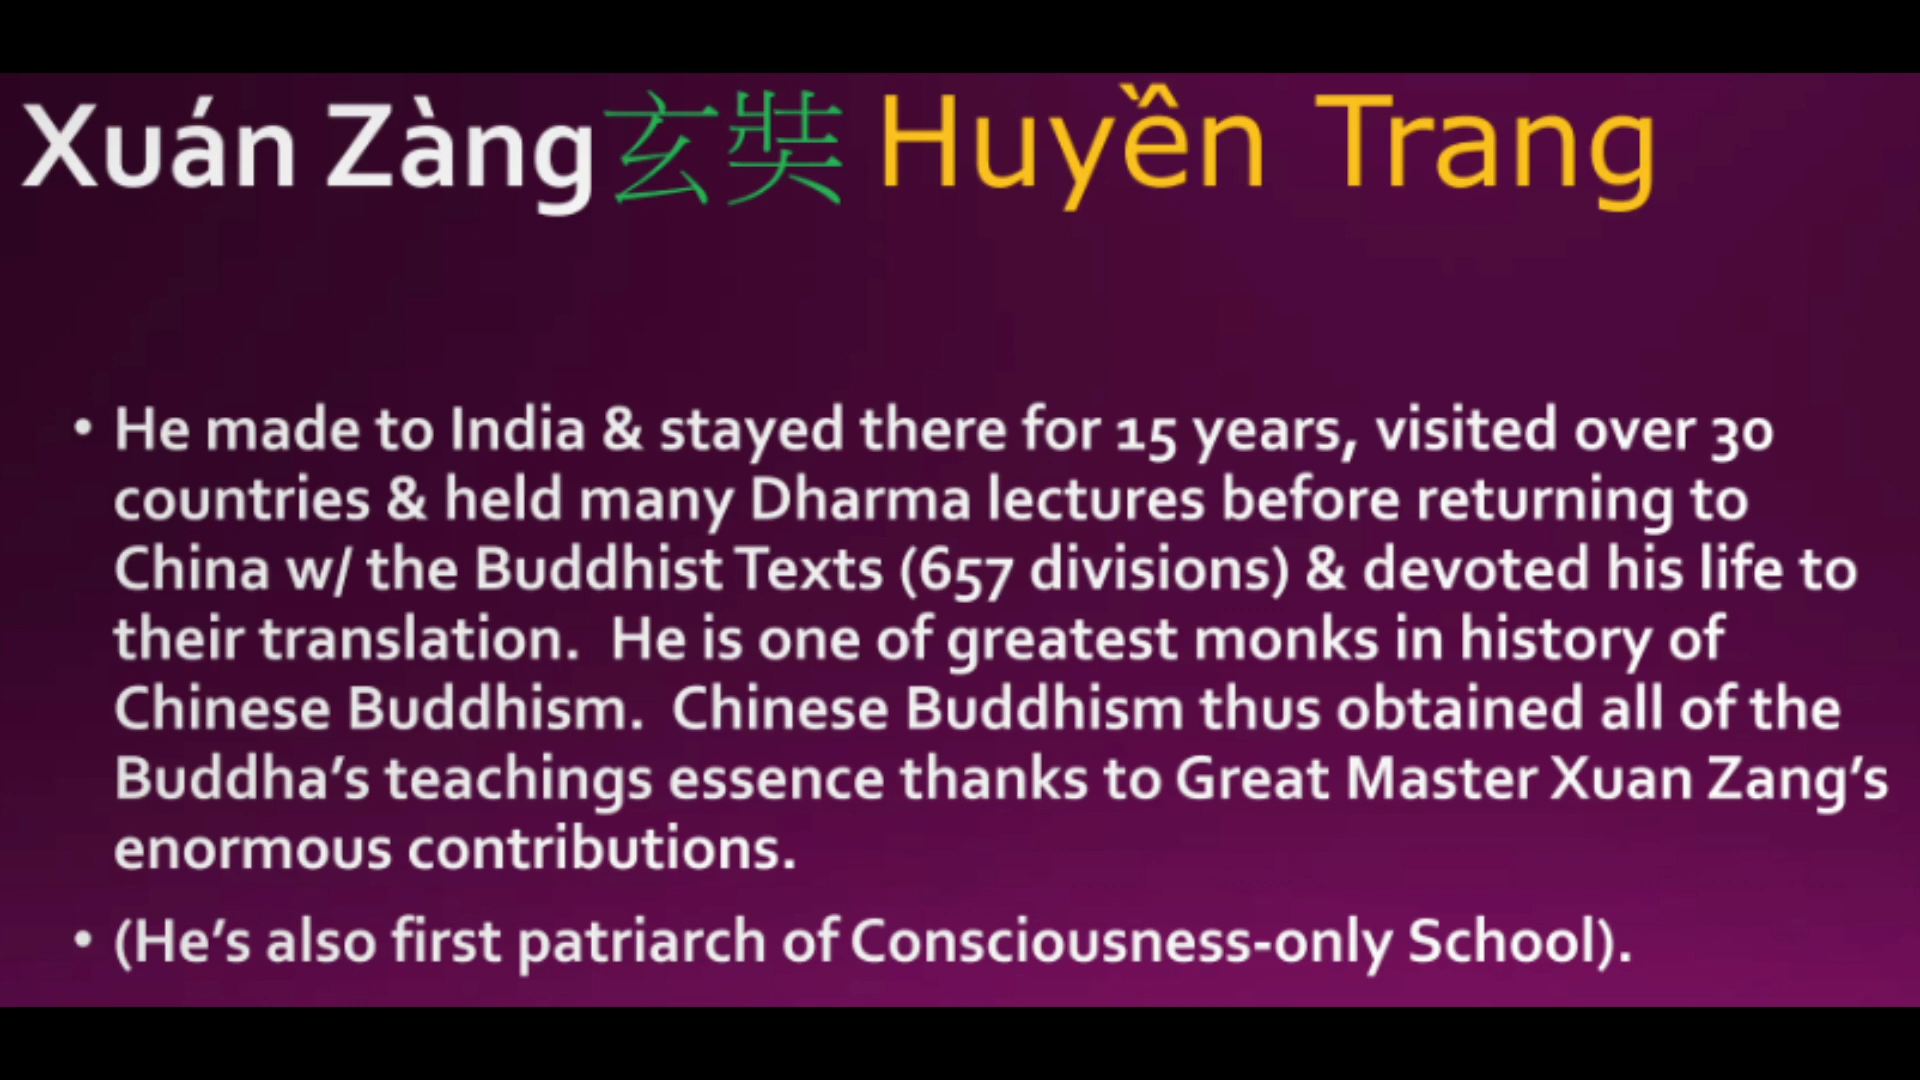 Xuán Zàng玄奘 Huyền Trang
• He made to India & stayed there for 15 years, visited over 30
countries & held many Dharma lectures before returning to
China w/ the Buddhist Texts (657 divisions) & devoted his life to
their translation.  He is one of greatest monks in history of
Chinese Buddhism.  Chinese Buddhism thus obtained all of the
Buddha’s teachings essence thanks to Great Master Xuan Zang’s
enormous contributions.
• (He’s also first patriarch of Consciousness-only School).